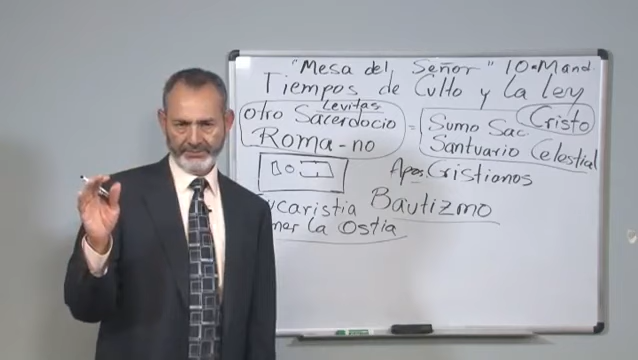 "Mesa del Señor" 10 Mand
Tiempos de Culto y la Ley
Levitas
otro Sacerdocio
Roma-no
= Sumo Sac. Cristo
Santuario Celestial
Apos. Cristianos
ucaristia Bautizmo
mer la Ostia